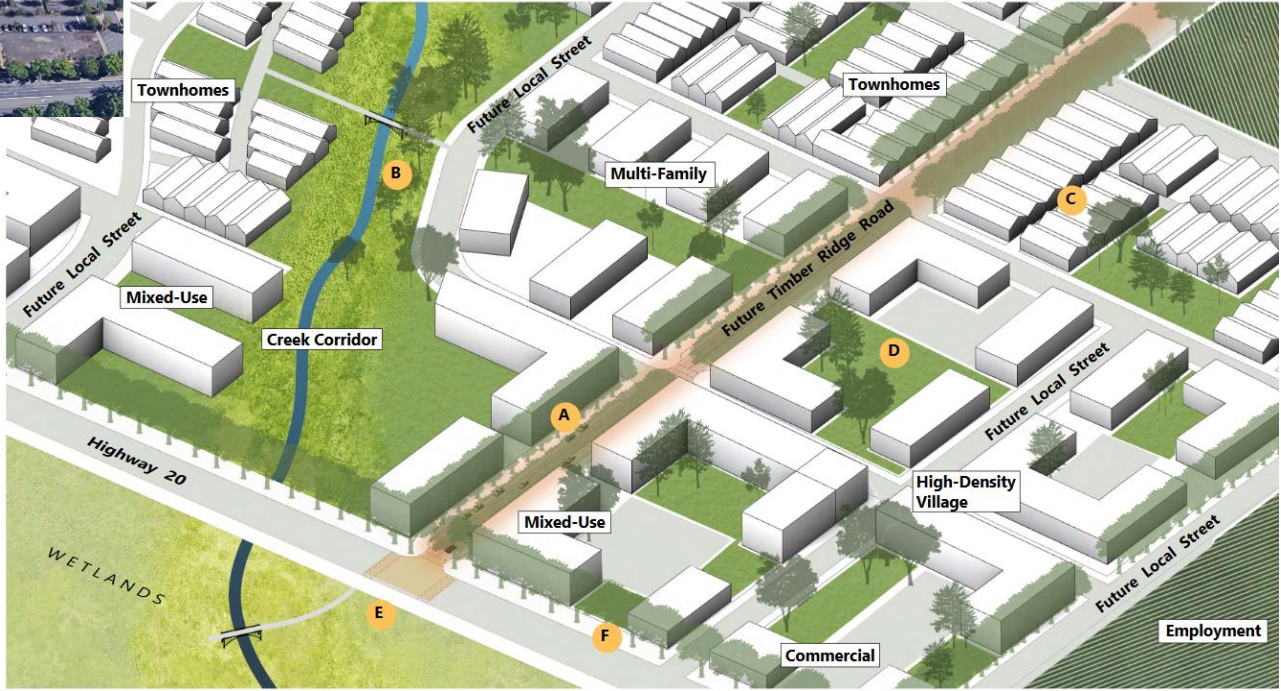 Townhomes
Future Local Street
Townhomes
B
Multi-Family
C
Future Local Street
Mixed-Use
Creek Corridor
Future Timber Ridge Road
D
A
Future Local Street
Highway 20
High-Density
Village
Mixed-Use
WETLANDS
E
F
Future Local Street
Employment
Commercial